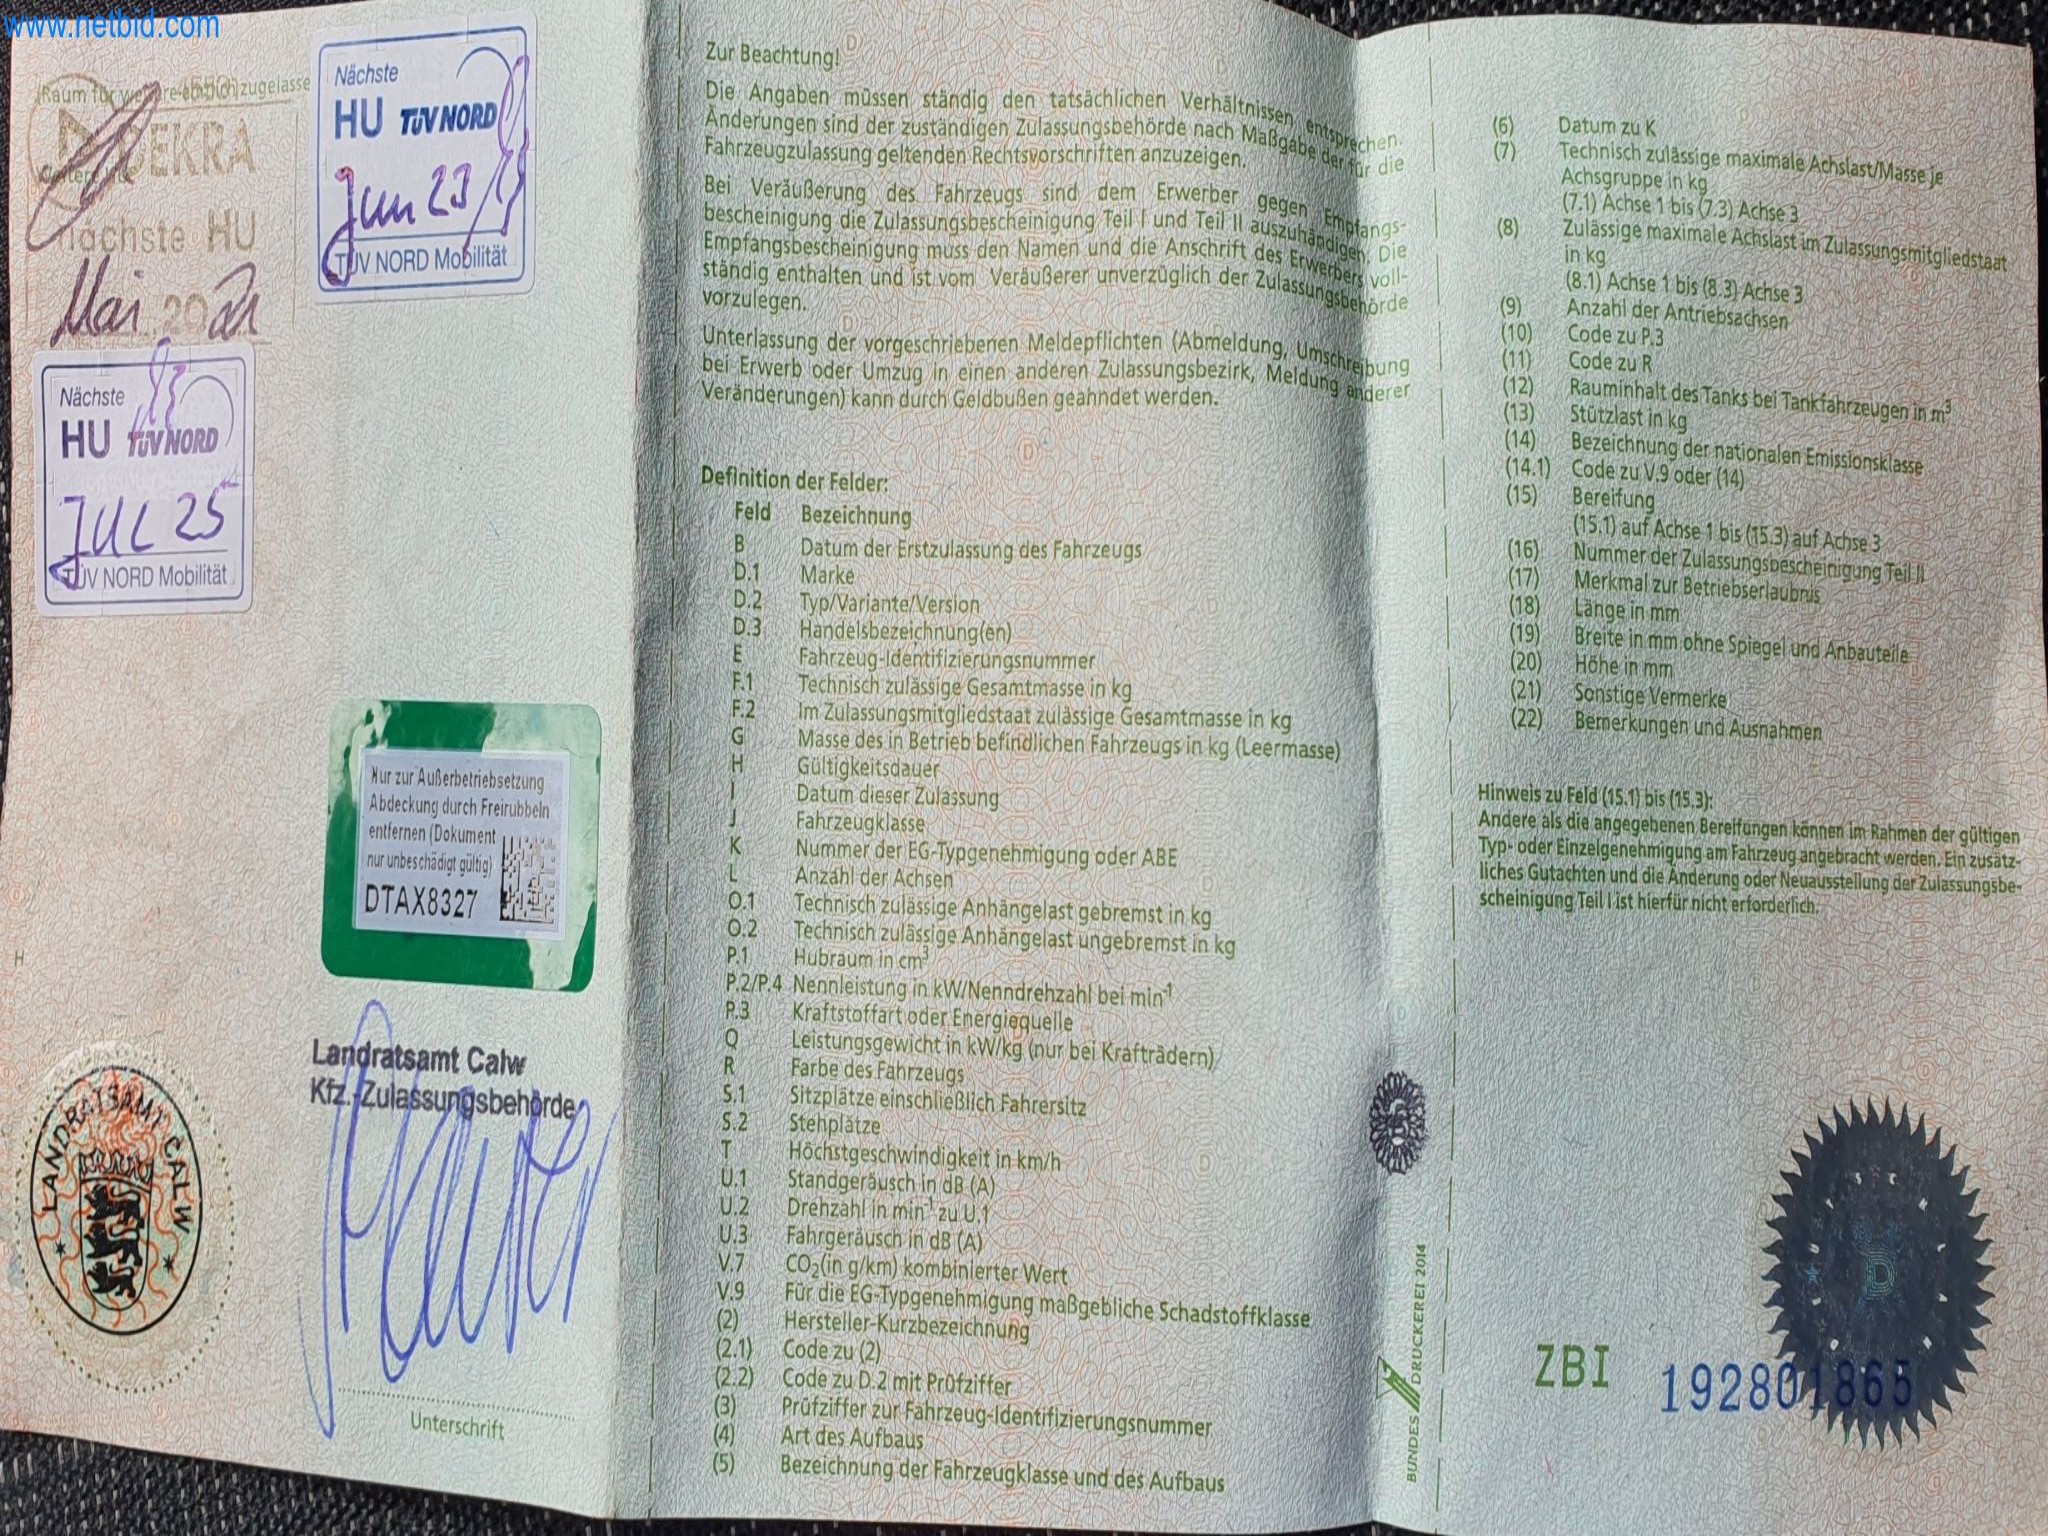 www.netbid.com
DEKRA
nächste HU
Mai 2021
Nächste
HU TÜV NORD
Jun 23
TÜV NORD Mobilität
Nächste
HU TÜV NORD
JUL 25
TÜV NORD Mobilität
Nur zur Außerbetriebsetzung
Abdeckung durch Freirubbeln
entfernen (Dokument
nur unbeschädigt gültig)
DTAX8327
H
Landratsamt Calw
Kfz.-Zulassungsbehörde
LANDRATSAMT CALW
Unterschrift
Zur Beachtung!
Die Angaben müssen ständig den tatsächlichen Verhältnissen entsprechen.
Änderungen sind der zuständigen Zulassungsbehörde nach Maßgabe der für die
Fahrzeugzulassung geltenden Rechtsvorschriften anzuzeigen.
Bei Veräußerung des Fahrzeugs sind dem Erwerber gegen Empfangs-
bescheinigung die Zulassungsbescheinigung Teil I und Teil II auszuhändigen. Die
Empfangsbescheinigung muss den Namen und die Anschrift des Erwerbers voll-
ständig enthalten und ist vom Veräußerer unverzüglich der Zulassungsbehörde
vorzulegen.
Unterlassung der vorgeschriebenen Meldepflichten (Abmeldung, Umschreibung
bei Erwerb oder Umzug in einen anderen Zulassungsbezirk, Meldung anderer
Veränderungen) kann durch Geldbußen geahndet werden.
Definition der Felder:
Feld Bezeichnung
B Datum der Erstzulassung des Fahrzeugs
D.1 Marke
D.2 Typ/Variante/Version
D.3 Handelsbezeichnung(en)
E Fahrzeug-Identifizierungsnummer
F.1 Technisch zulässige Gesamtmasse in kg
F.2 Im Zulassungsmitgliedstaat zulässige Gesamtmasse in kg
G Masse des in Betrieb befindlichen Fahrzeugs in kg (Leermasse)
H Gültigkeitsdauer
I Datum dieser Zulassung
J Fahrzeugklasse
K Nummer der EG-Typgenehmigung oder ABE
L Anzahl der Achsen
O.1 Technisch zulässige Anhängelast gebremst in kg
O.2 Technisch zulässige Anhängelast ungebremst in kg
P.1 Hubraum in cm³
P.2/P.4 Nennleistung in kW/Nenndrehzahl bei min⁻¹
P.3 Kraftstoffart oder Energiequelle
Q Leistungsgewicht in kW/kg (nur bei Krafträdern)
R Farbe des Fahrzeugs
S.1 Sitzplätze einschließlich Fahrersitz
S.2 Stehplätze
T Höchstgeschwindigkeit in km/h
U.1 Standgeräusch in dB (A)
U.2 Drehzahl in min⁻¹ zu U.1
U.3 Fahrgeräusch in dB (A)
V.7 CO₂(in g/km) kombinierter Wert
V.9 Für die EG-Typgenehmigung maßgebliche Schadstoffklasse
(2) Hersteller-Kurzbezeichnung
(2.1) Code zu (2)
(2.2) Code zu D.2 mit Prüfziffer
(3) Prüfziffer zur Fahrzeug-Identifizierungsnummer
(4) Art des Aufbaus
(5) Bezeichnung der Fahrzeugklasse und des Aufbaus
BUNDESDRUCKEREI 2014
(6) Datum zu K
(7) Technisch zulässige maximale Achslast/Masse je
Achsgruppe in kg
(7.1) Achse 1 bis (7.3) Achse 3
(8) Zulässige maximale Achslast im Zulassungsmitgliedstaat
in kg
(8.1) Achse 1 bis (8.3) Achse 3
(9) Anzahl der Antriebsachsen
(10) Code zu P.3
(11) Code zu R
(12) Rauminhalt des Tanks bei Tankfahrzeugen in m³
(13) Stützlast in kg
(14) Bezeichnung der nationalen Emissionsklasse
(14.1) Code zu V.9 oder (14)
(15) Bereifung
(15.1) auf Achse 1 bis (15.3) auf Achse 3
(16) Nummer der Zulassungsbescheinigung Teil II
(17) Merkmal zur Betriebserlaubnis
(18) Länge in mm
(19) Breite in mm ohne Spiegel und Anbauteile
(20) Höhe in mm
(21) Sonstige Vermerke
(22) Bemerkungen und Ausnahmen
Hinweis zu Feld (15.1) bis (15.3):
Andere als die angegebenen Bereifungen können im Rahmen der gültigen
Typ- oder Einzelgenehmigung am Fahrzeug angebracht werden. Ein zusätz-
liches Gutachten und die Änderung oder Neuausstellung der Zulassungsbe-
scheinigung Teil I ist hierfür nicht erforderlich.
ZBI 192801865